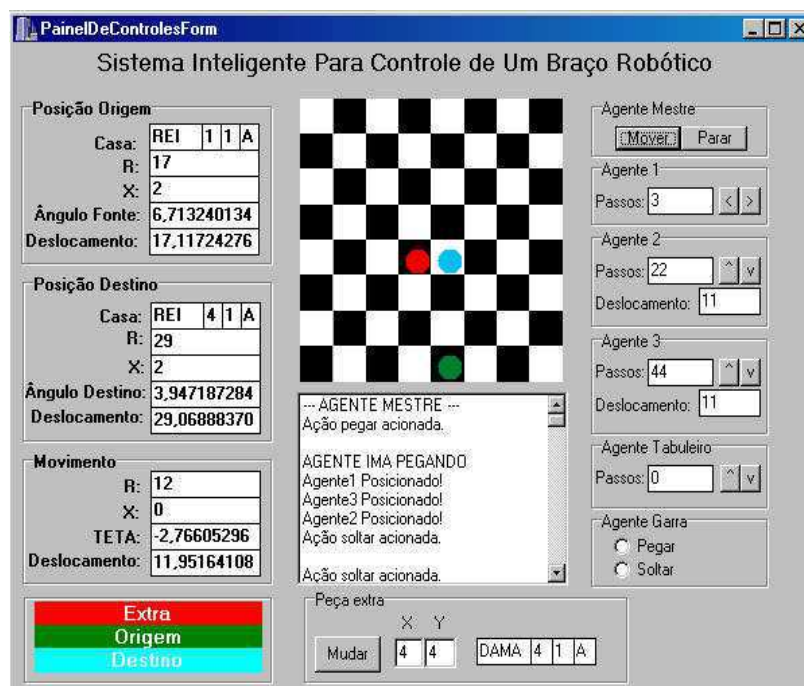 PainelDeControlesForm
Sistema Inteligente Para Controle de Um Braço Robótico
Posição Origem
Casa: REI 1 1 A
R: 17
X: 2
Ângulo Fonte: 6,713240134
Deslocamento: 17,11724276
Posição Destino
Casa: REI 4 1 A
R: 29
X: 2
Ângulo Destino: 3,947187284
Deslocamento: 29,06888370
Movimento
R: 12
X: 0
TETA: -2,76605296
Deslocamento: 11,95164108
Extra
Origem
Destino
--- AGENTE MESTRE ---
Ação pegar acionada.
AGENTE IMA PEGANDO
Agente1 Posicionado!
Agente3 Posicionado!
Agente2 Posicionado!
Ação soltar acionada.
Ação soltar acionada.
Peça extra
X Y
Mudar 4 4 DAMA 4 1 A
Agente Mestre
Mover Parar
Agente 1
Passos: 3 < >
Agente 2
Passos: 22 ^ v
Deslocamento: 11
Agente 3
Passos: 44 ^ v
Deslocamento: 11
Agente Tabuleiro
Passos: 0 ^ v
Agente Garra
Pegar
Soltar